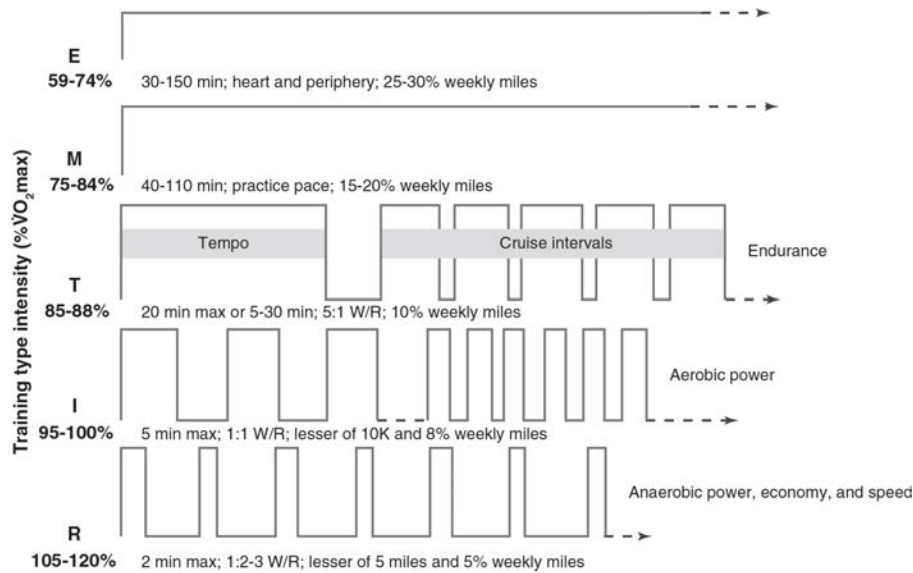 Training type intensity (%V̇O₂max)
E
59-74%
30-150 min; heart and periphery; 25-30% weekly miles
M
75-84%
40-110 min; practice pace; 15-20% weekly miles
Tempo
Cruise intervals
Endurance
T
85-88%
20 min max or 5-30 min; 5:1 W/R; 10% weekly miles
Aerobic power
I
95-100%
5 min max; 1:1 W/R; lesser of 10K and 8% weekly miles
Anaerobic power, economy, and speed
R
105-120%
2 min max; 1:2-3 W/R; lesser of 5 miles and 5% weekly miles